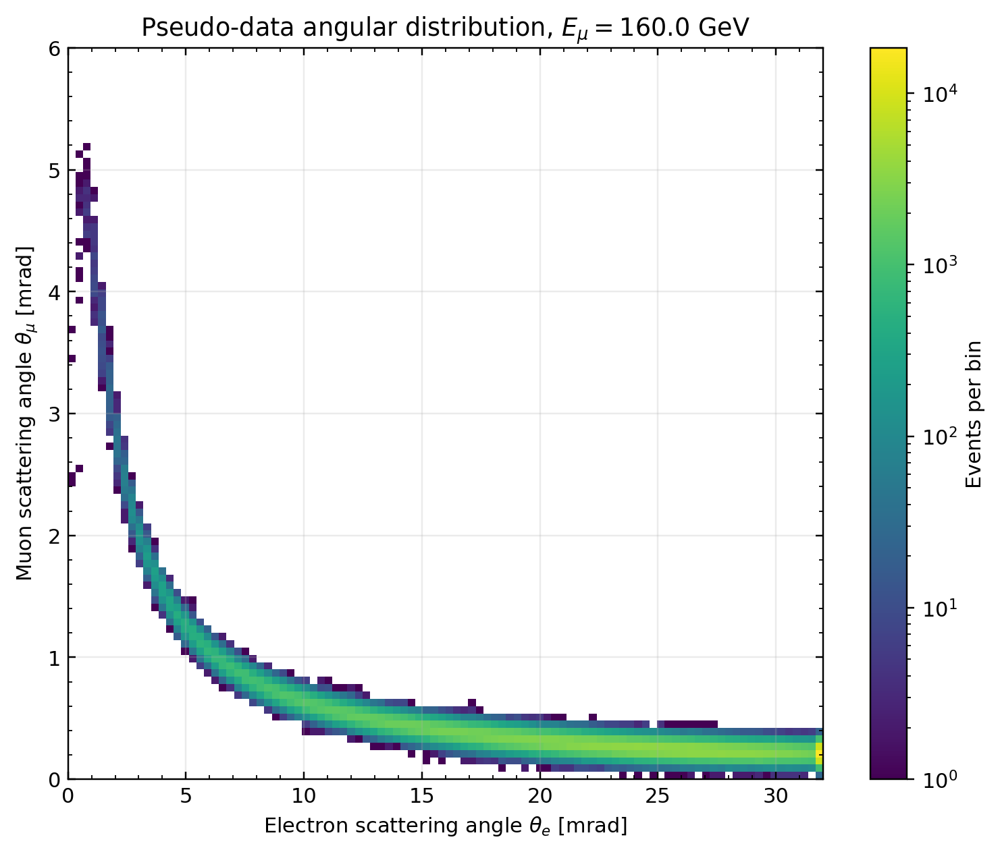 Pseudo-data angular distribution, $E_\mu = 160.0$ GeV
6
5
4
3
2
1
0
Muon scattering angle $\theta_\mu$ [mrad]
0 5 10 15 20 25 30
Electron scattering angle $\theta_e$ [mrad]
$10^4$
$10^3$
$10^2$
$10^1$
$10^0$
Events per bin